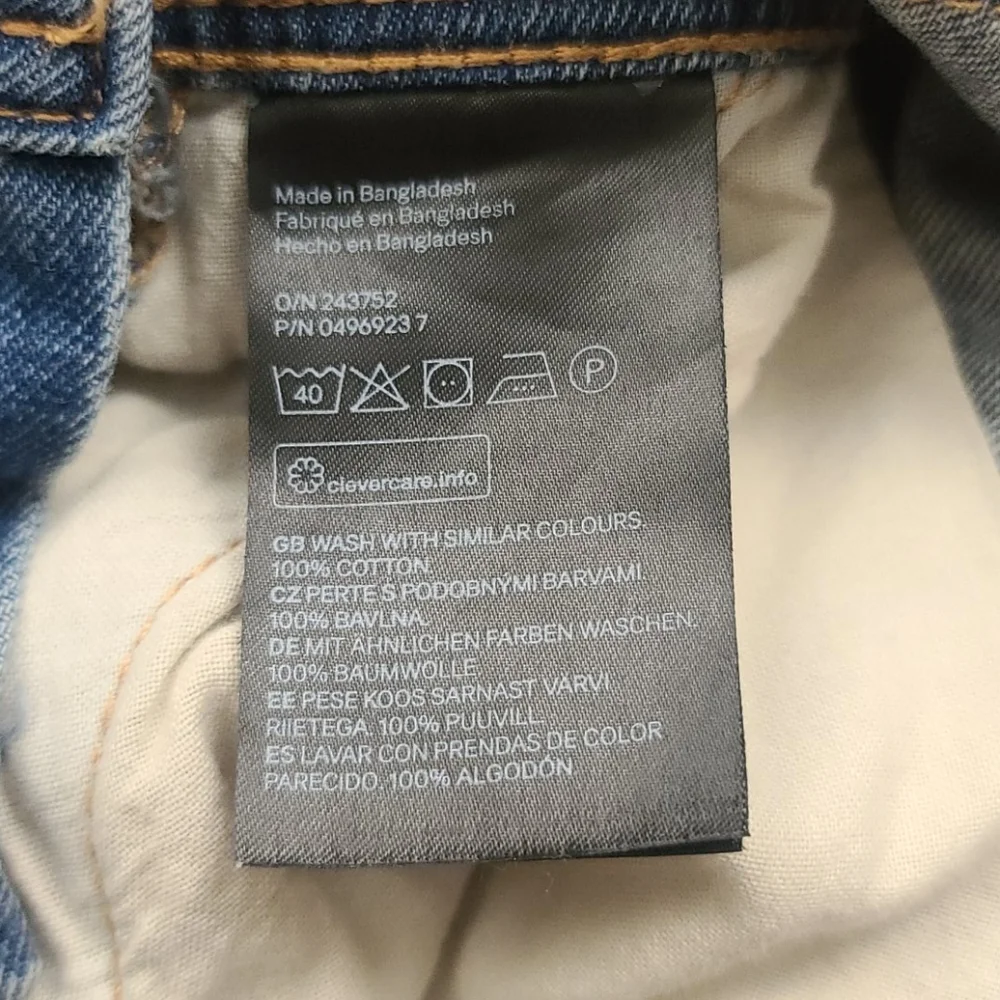 Made in Bangladesh
Fabriqué en Bangladesh
Hecho en Bangladesh
O/N 243752
P/N 0496923 7
40 P
clevercare.info
GB WASH WITH SIMILAR COLOURS.
100% COTTON
CZ PERTE S PODOBNÝMI BARVAMI.
100% BAVLNA.
DE MIT ÄHNLICHEN FARBEN WASCHEN.
100% BAUMWOLLE
EE PESE KOOS SARNAST VÄRVI
RIIETEGA. 100% PUUVILL
ES LAVAR CON PRENDAS DE COLOR
PARECIDO. 100% ALGODÓN